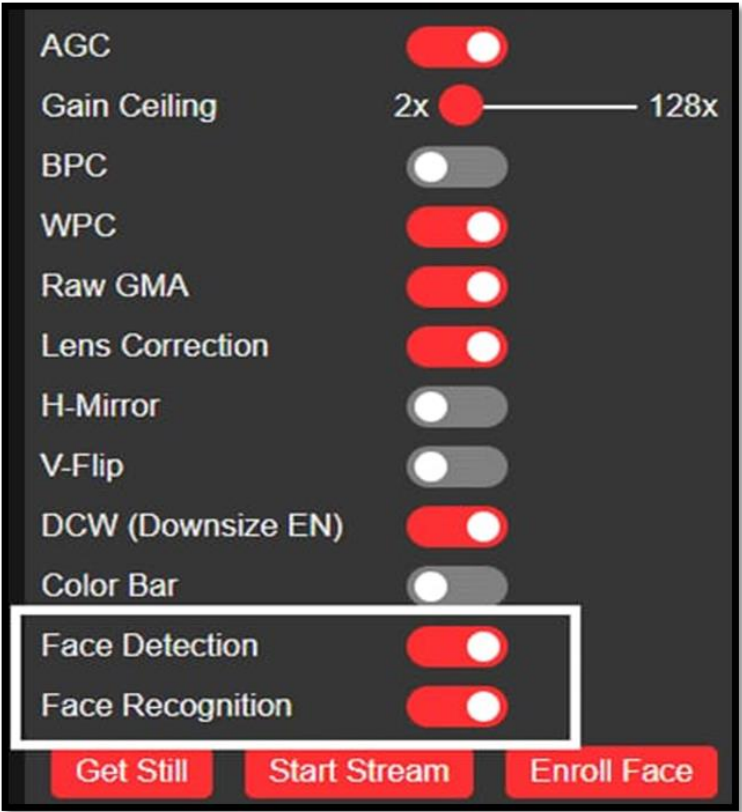 AGC
Gain Ceiling 2x 128x
BPC
WPC
Raw GMA
Lens Correction
H-Mirror
V-Flip
DCW (Downsize EN)
Color Bar
Face Detection
Face Recognition
Get Still Start Stream Enroll Face